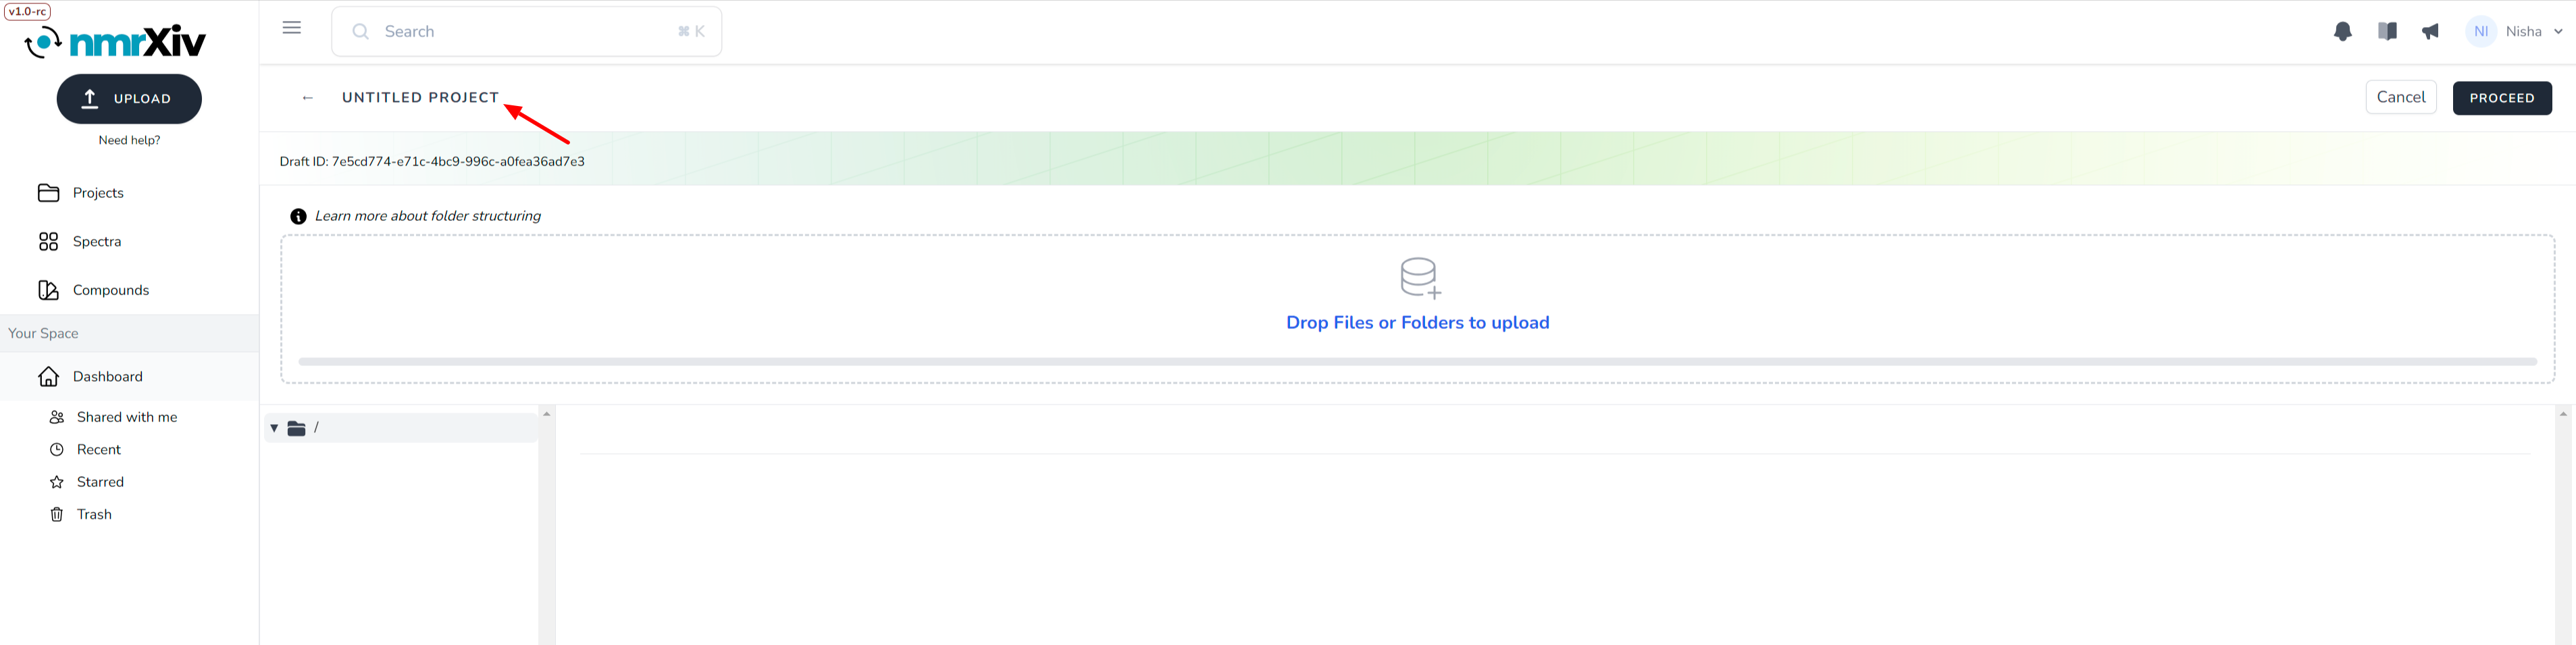 v1.0-rc
nmrXiv
UPLOAD
Need help?
Projects
Spectra
Compounds
Your Space
Dashboard
Shared with me
Recent
Starred
Trash
Search ⌘ K
NI Nisha
← UNTITLED PROJECT
Cancel PROCEED
Draft ID: 7e5cd774-e71c-4bc9-996c-a0fea36ad7e3
Learn more about folder structuring
Drop Files or Folders to upload
/